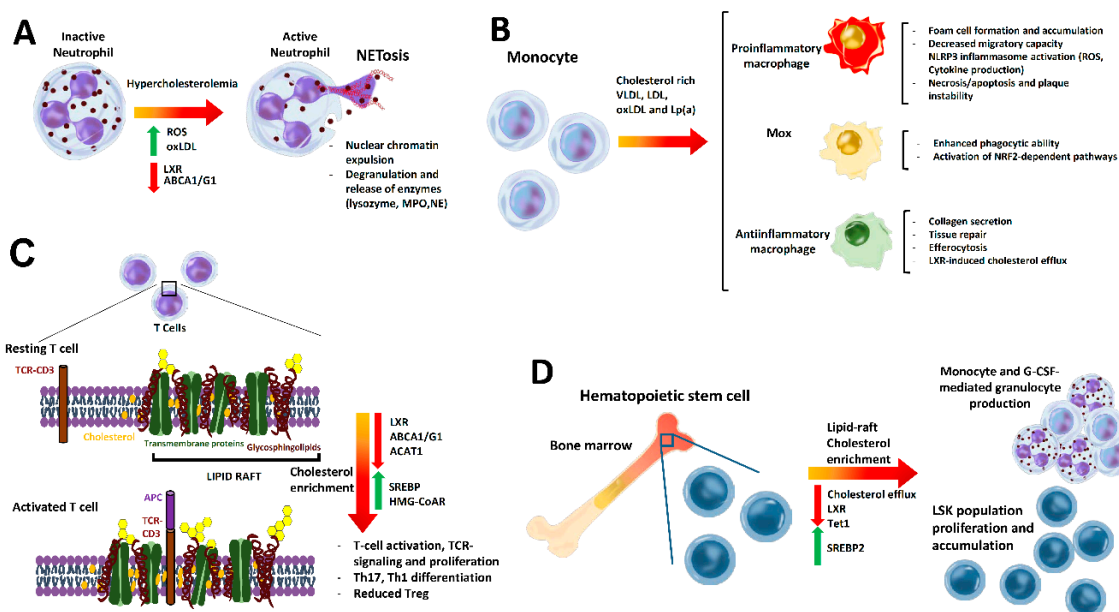 A
Inactive
Neutrophil
Hypercholesterolemia
ROS
oxLDL
LXR
ABCA1/G1
Active
Neutrophil
NETosis
- Nuclear chromatin
expulsion
- Degranulation and
release of enzymes
(lysozyme, MPO,NE)
B
Monocyte
Cholesterol rich
VLDL, LDL,
oxLDL and Lp(a)
Proinflammatory
macrophage
- Foam cell formation and accumulation
- Decreased migratory capacity
- NLRP3 inflammasome activation (ROS,
Cytokine production)
- Necrosis/apoptosis and plaque
instability
Mox
- Enhanced phagocytic ability
- Activation of NRF2-dependent pathways
Antiinflammatory
macrophage
- Collagen secretion
- Tissue repair
- Efferocytosis
- LXR-induced cholesterol efflux
C
T Cells
Resting T cell
TCR-CD3
Cholesterol
Transmembrane proteins
Glycosphingolipids
LIPID RAFT
Cholesterol
enrichment
LXR
ABCA1/G1
ACAT1
SREBP
HMG-CoAR
Activated T cell
APC
TCR-
CD3
- T-cell activation, TCR-
signaling and proliferation
- Th17, Th1 differentiation
- Reduced Treg
D
Hematopoietic stem cell
Bone marrow
Lipid-raft
Cholesterol
enrichment
Cholesterol efflux
LXR
Tet1
SREBP2
Monocyte and G-CSF-
mediated granulocyte
production
LSK population
proliferation and
accumulation